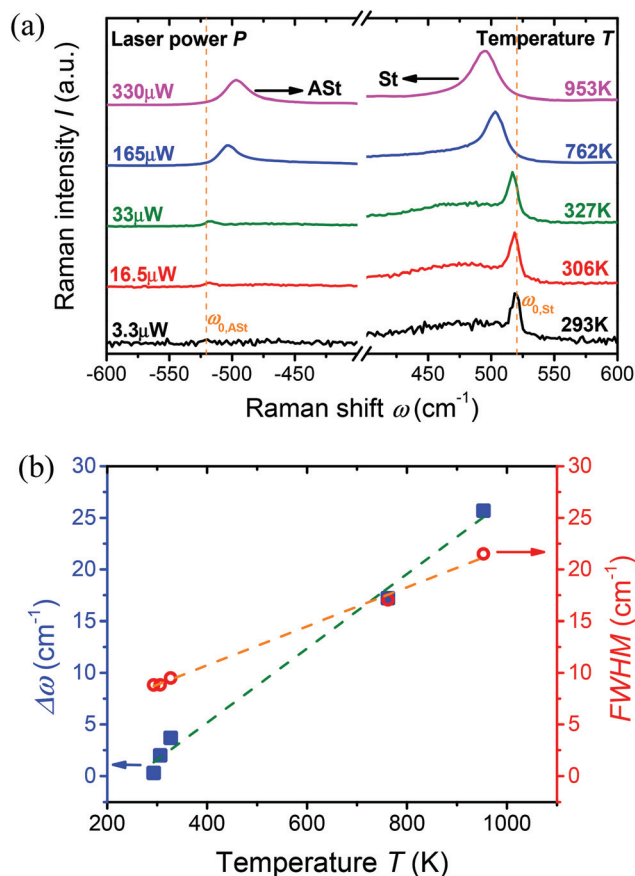 (a)
Laser power P Temperature T
330μW ASt St 953K
165μW 762K
33μW 327K
16.5μW 306K
3.3μW ω0,ASt ω0,St 293K
Raman intensity I (a.u.)
-600 -550 -500 -450 450 500 550 600
Raman shift ω (cm⁻¹)
(b)
30 30
25 25
20 20
15 15
10 10
5 5
0 0
Δω (cm⁻¹)
FWHM (cm⁻¹)
200 400 600 800 1000
Temperature T (K)